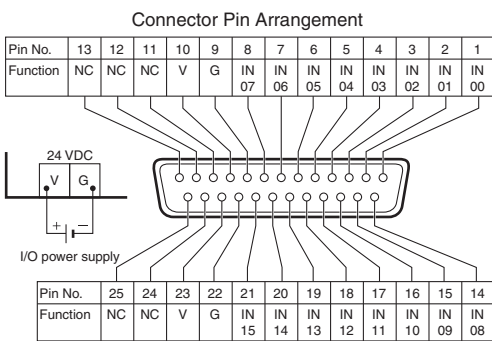 Connector Pin Arrangement
Pin No. 13 12 11 10 9 8 7 6 5 4 3 2 1
Function NC NC NC V G IN 07 IN 06 IN 05 IN 04 IN 03 IN 02 IN 01 IN 00
24 VDC
V G
+ −
I/O power supply
Pin No. 25 24 23 22 21 20 19 18 17 16 15 14
Function NC NC V G IN 15 IN 14 IN 13 IN 12 IN 11 IN 10 IN 09 IN 08